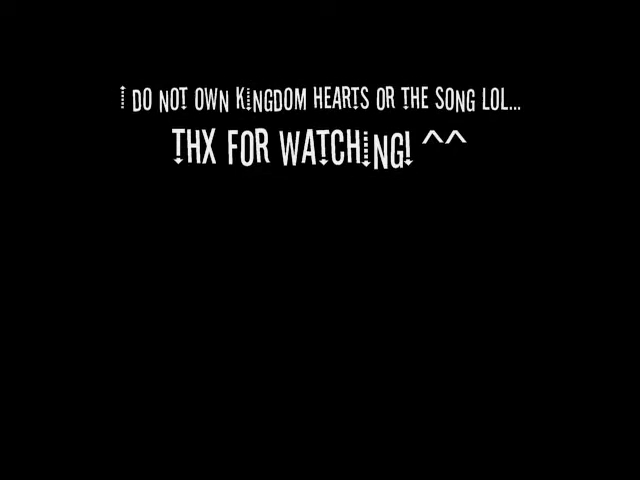 I DO NOT OWN KINGDOM HEARTS OR THE SONG LOL...
THX FOR WATCHING! ^^